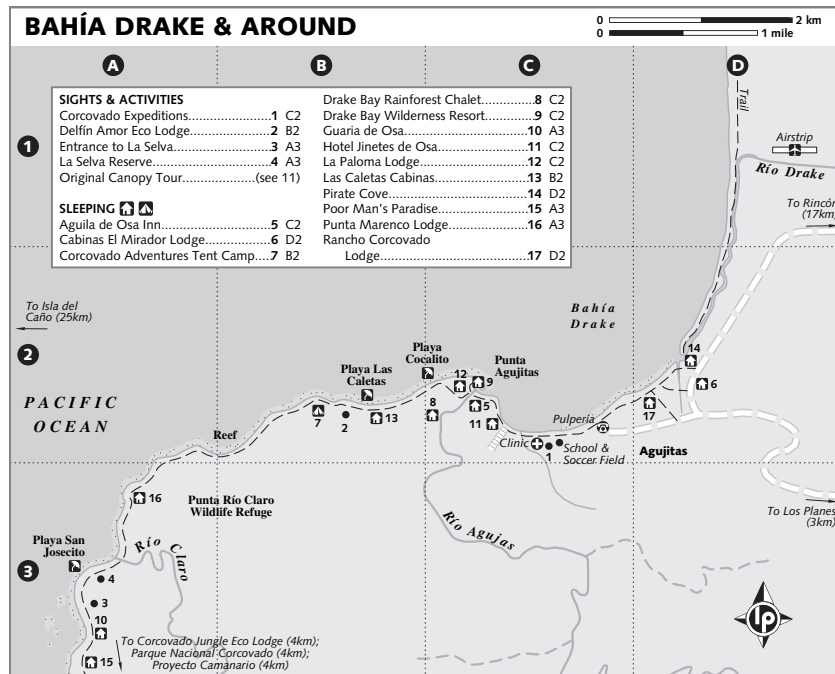 BAHÍA DRAKE & AROUND
0 2 km
0 1 mile
A B C D
1
2
3
SIGHTS & ACTIVITIES
Corcovado Expeditions........................1 C2
Delfín Amor Eco Lodge......................2 B2
Entrance to La Selva..........................3 A3
La Selva Reserve................................4 A3
Original Canopy Tour................(see 11)
SLEEPING
Aguila de Osa Inn...............................5 C2
Cabinas El Mirador Lodge..................6 D2
Corcovado Adventures Tent Camp....7 B2
Drake Bay Rainforest Chalet..............8 C2
Drake Bay Wilderness Resort.............9 C2
Guaria de Osa..................................10 A3
Hotel Jinetes de Osa........................11 C2
La Paloma Lodge.............................12 C2
Las Caletas Cabinas.........................13 B2
Pirate Cove......................................14 D2
Poor Man's Paradise........................15 A3
Punta Marenco Lodge......................16 A3
Rancho Corcovado
Lodge..........................................17 D2
Trail
Airstrip
Río Drake
To Rincón
(17km)
To Isla del
Caño (25km)
Bahía
Drake
PACIFIC
OCEAN
Playa
Cocalito
Punta
Agujitas
Playa Las
Caletas
Reef
14
6
12
9
8
5
11
7
2
13
17
Pulpería
Clinic
1
School &
Soccer Field
Agujitas
16
Punta Río Claro
Wildlife Refuge
To Los Planes
(3km)
Río Agujas
Playa San
Josecito
Río Claro
4
3
10
15
To Corcovado Jungle Eco Lodge (4km);
Parque Nacional Corcovado (4km);
Proyecto Camanario (4km)
lp